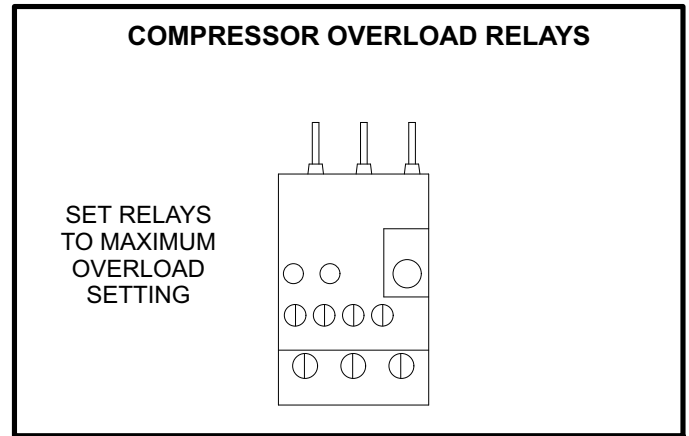 COMPRESSOR OVERLOAD RELAYS
SET RELAYS
TO MAXIMUM
OVERLOAD
SETTING